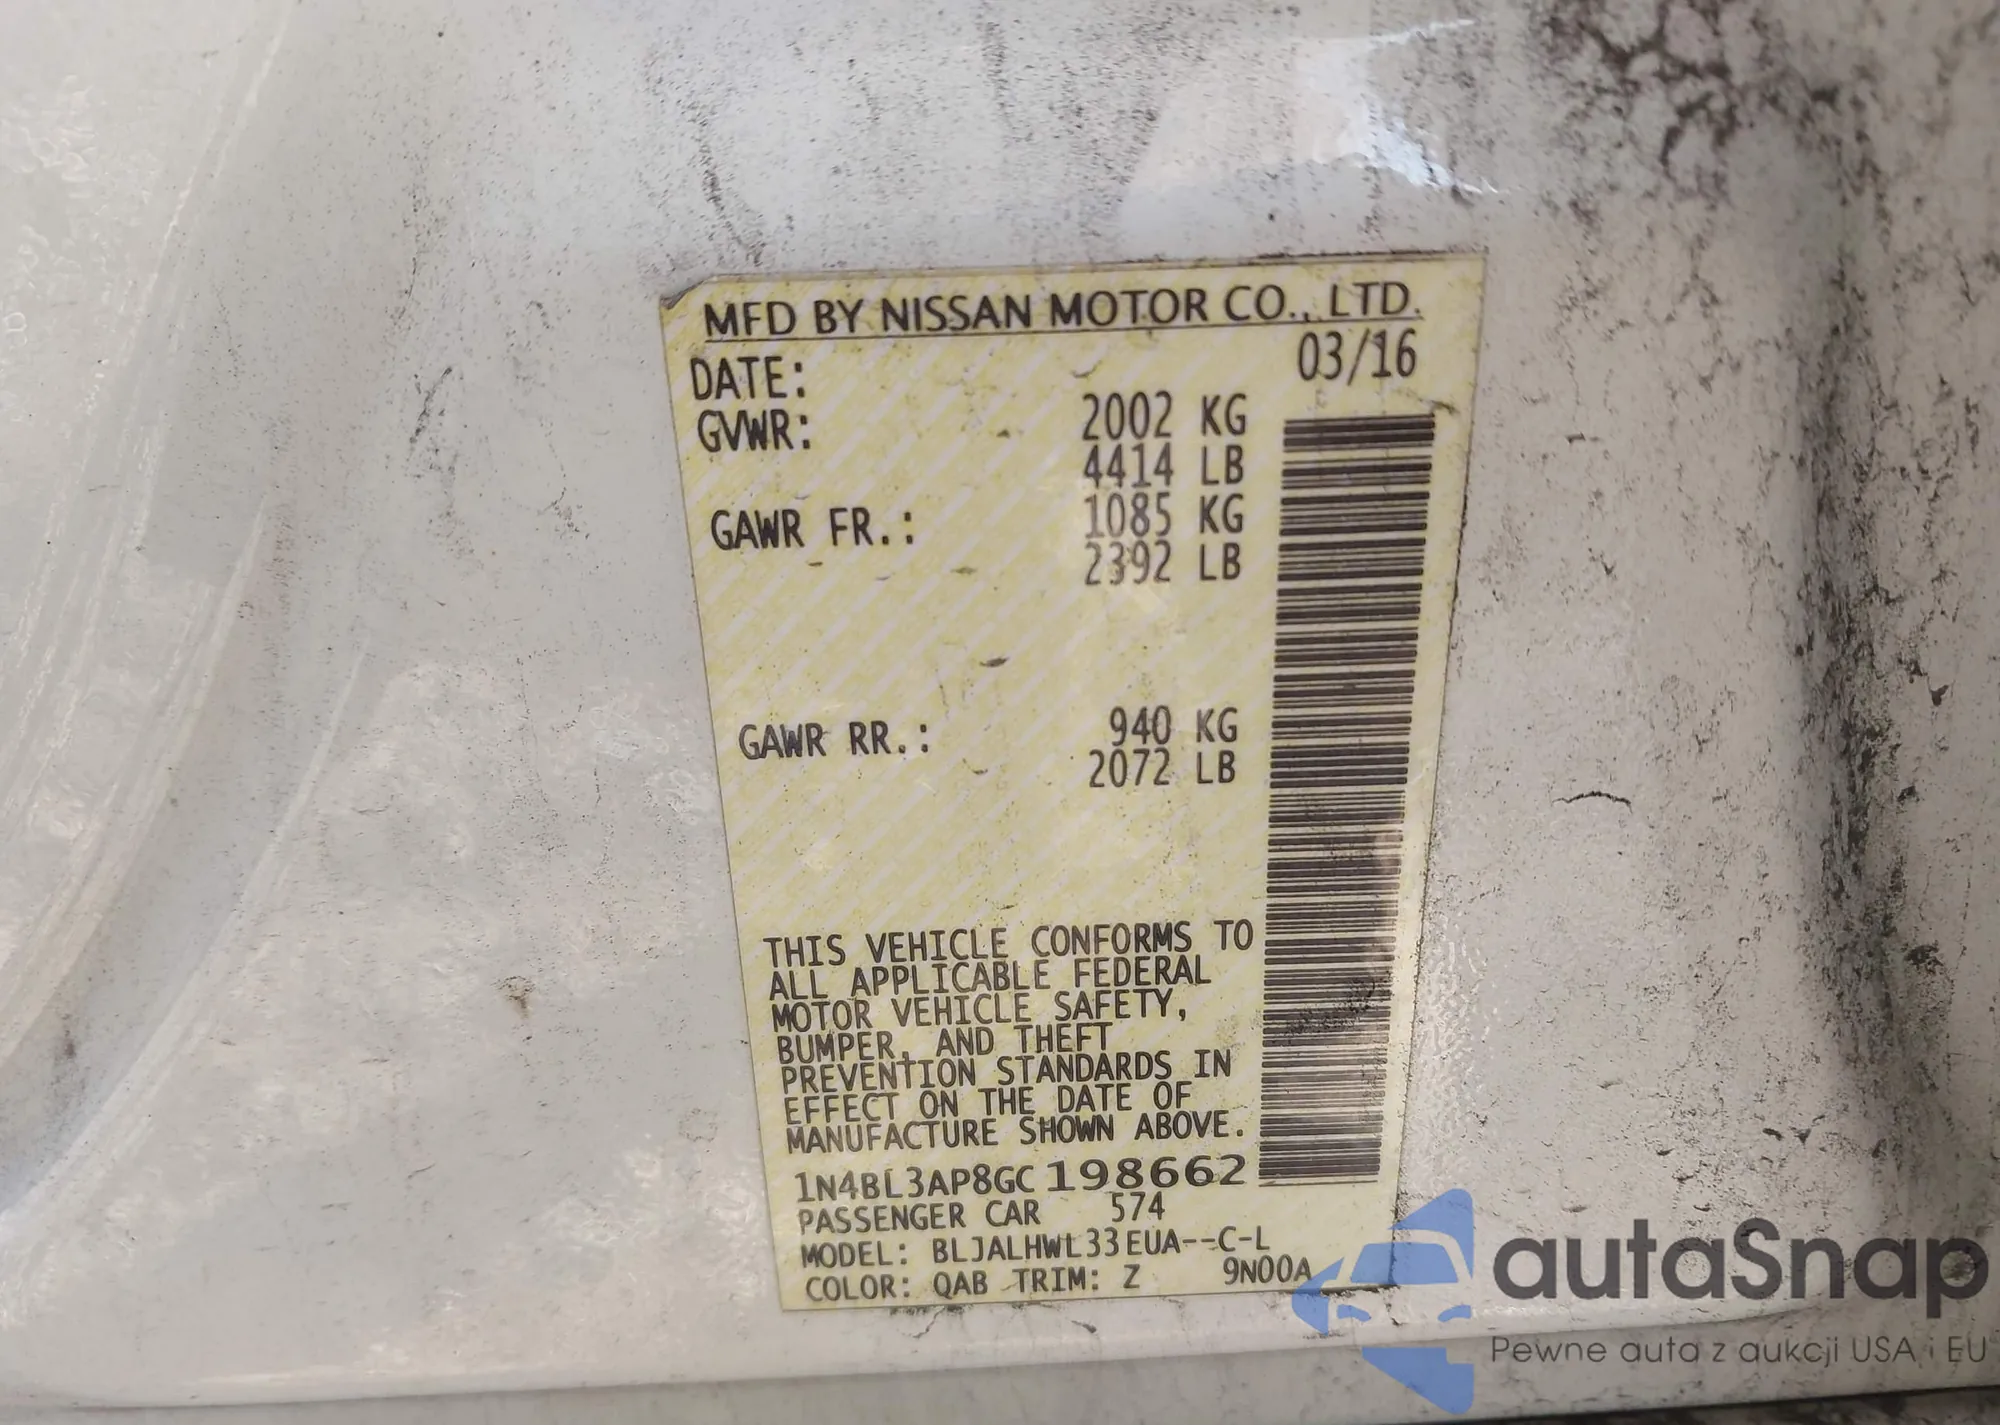 MFD BY NISSAN MOTOR CO., LTD.
DATE: 03/16
GVWR: 2002 KG
4414 LB
GAWR FR.: 1085 KG
2392 LB
GAWR RR.: 940 KG
2072 LB
THIS VEHICLE CONFORMS TO
ALL APPLICABLE FEDERAL
MOTOR VEHICLE SAFETY,
BUMPER, AND THEFT
PREVENTION STANDARDS IN
EFFECT ON THE DATE OF
MANUFACTURE SHOWN ABOVE.
1N4BL3AP8GC198662
PASSENGER CAR 574
MODEL: BLJALHWL33EUA--C-L
COLOR: QAB TRIM: Z 9N00A
autaSnap
Pewne auta z aukcji USA i EU